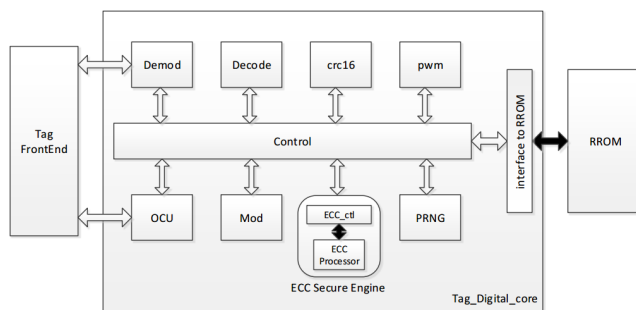 Demod
Decode
crc16
pwm
Tag
FrontEnd
Control
interface to RROM
RROM
OCU
Mod
ECC_ctl
ECC
Processor
PRNG
ECC Secure Engine
Tag_Digital_core